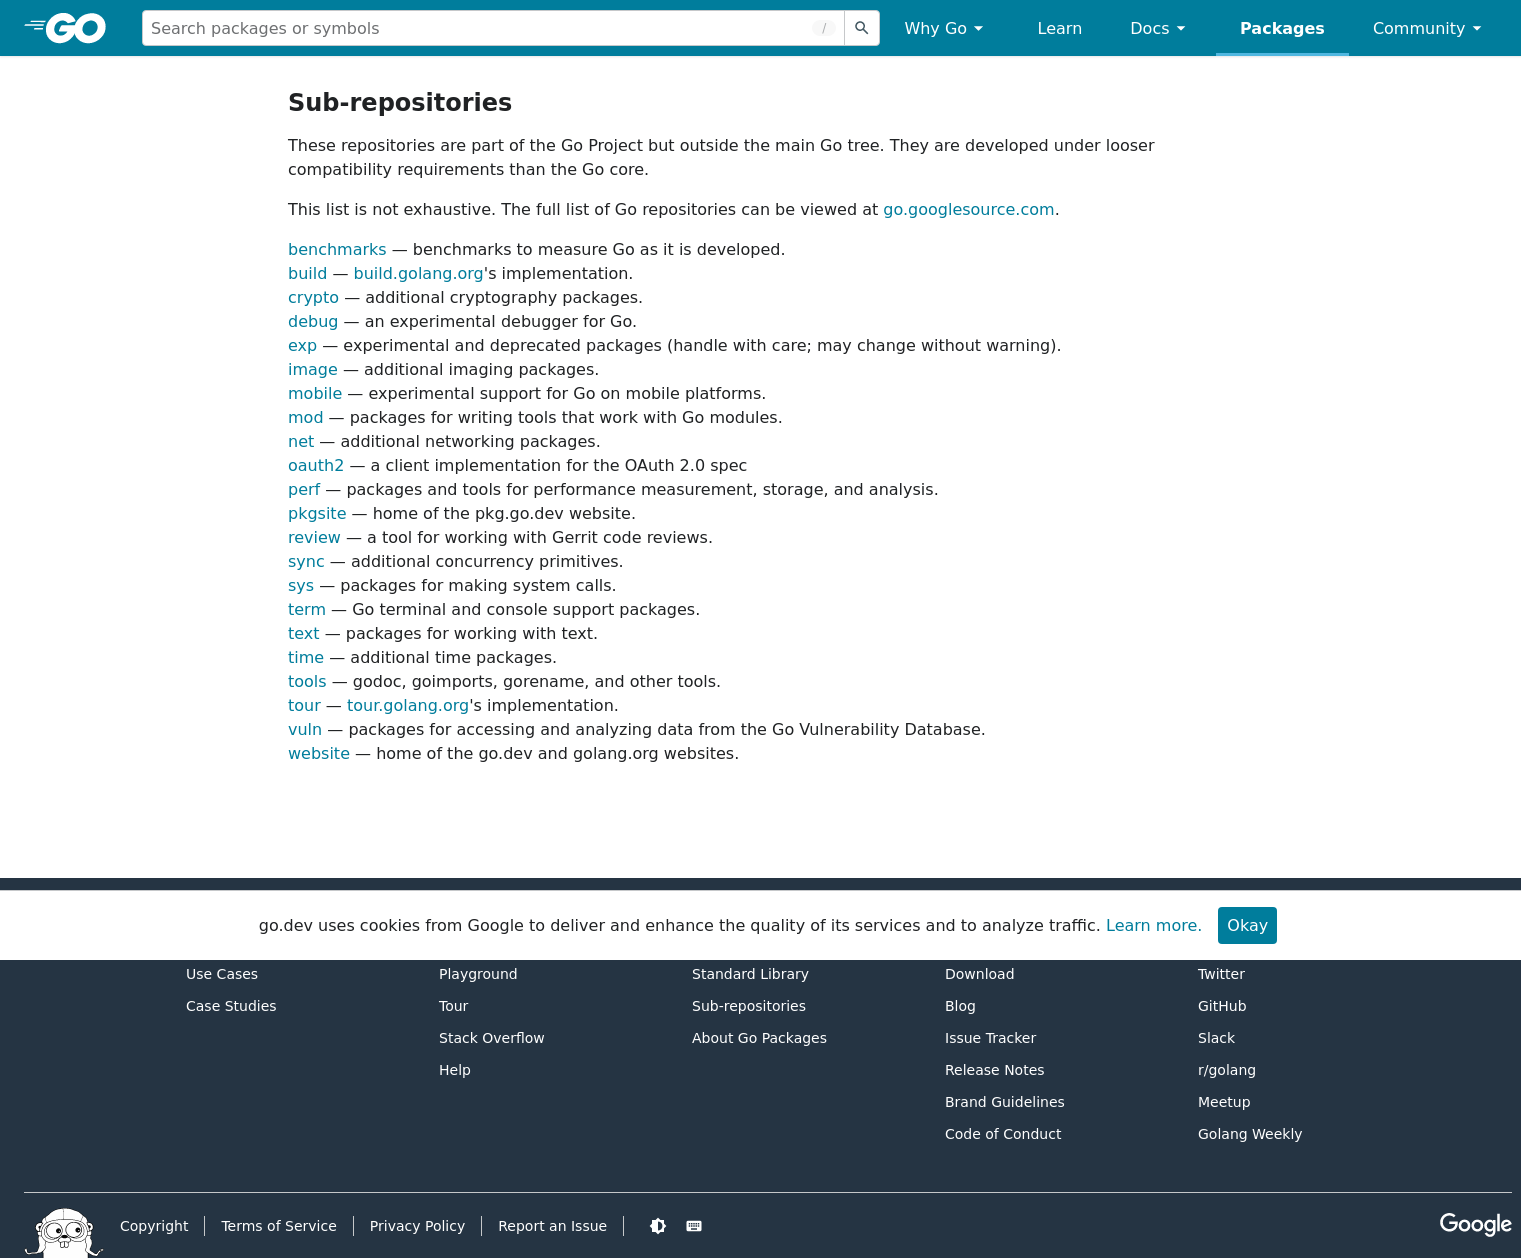 GO
Search packages or symbols
/
Why Go
Learn
Docs
Packages
Community
Sub-repositories
These repositories are part of the Go Project but outside the main Go tree. They are developed under looser
compatibility requirements than the Go core.
This list is not exhaustive. The full list of Go repositories can be viewed at go.googlesource.com.
benchmarks — benchmarks to measure Go as it is developed.
build — build.golang.org's implementation.
crypto — additional cryptography packages.
debug — an experimental debugger for Go.
exp — experimental and deprecated packages (handle with care; may change without warning).
image — additional imaging packages.
mobile — experimental support for Go on mobile platforms.
mod — packages for writing tools that work with Go modules.
net — additional networking packages.
oauth2 — a client implementation for the OAuth 2.0 spec
perf — packages and tools for performance measurement, storage, and analysis.
pkgsite — home of the pkg.go.dev website.
review — a tool for working with Gerrit code reviews.
sync — additional concurrency primitives.
sys — packages for making system calls.
term — Go terminal and console support packages.
text — packages for working with text.
time — additional time packages.
tools — godoc, goimports, gorename, and other tools.
tour — tour.golang.org's implementation.
vuln — packages for accessing and analyzing data from the Go Vulnerability Database.
website — home of the go.dev and golang.org websites.
go.dev uses cookies from Google to deliver and enhance the quality of its services and to analyze traffic. Learn more.
Okay
Use Cases
Case Studies
Playground
Tour
Stack Overflow
Help
Standard Library
Sub-repositories
About Go Packages
Download
Blog
Issue Tracker
Release Notes
Brand Guidelines
Code of Conduct
Twitter
GitHub
Slack
r/golang
Meetup
Golang Weekly
Copyright
Terms of Service
Privacy Policy
Report an Issue
Google